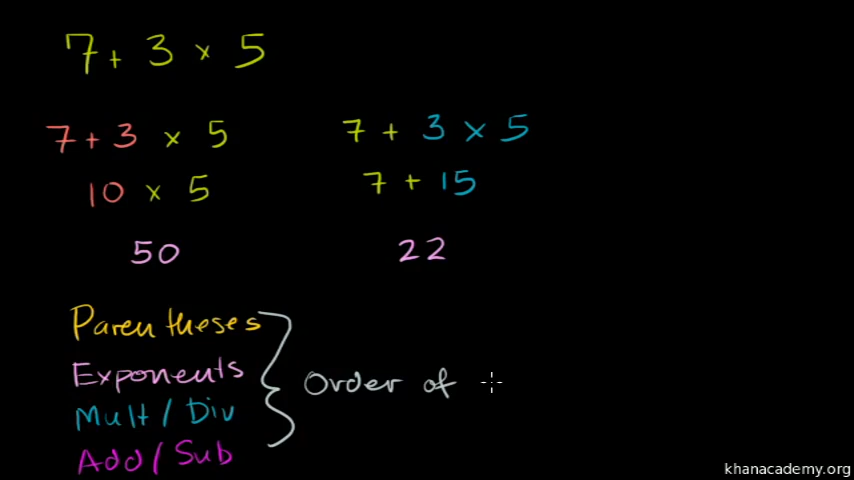 7 + 3 × 5
7 + 3 × 5
10 × 5
50
7 + 3 × 5
7 + 15
22
Parentheses
Exponents
Mult / Div
Add / Sub
Order of
khanacademy.org